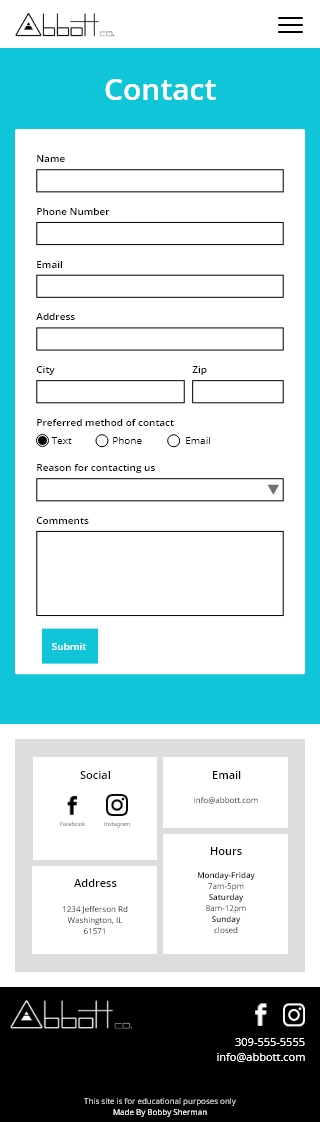 Abbott co.
Contact
Name
Phone Number
Email
Address
City Zip
Preferred method of contact
Text Phone Email
Reason for contacting us
Comments
Submit
Social
Facebook Instagram
Address
1234 Jefferson Rd
Washington, IL
61571
Email
info@abbott.com
Hours
Monday-Friday
7am-5pm
Saturday
8am-12pm
Sunday
closed
Abbott co.
309-555-5555
info@abbott.com
This site is for educational purposes only
Made By Bobby Sherman